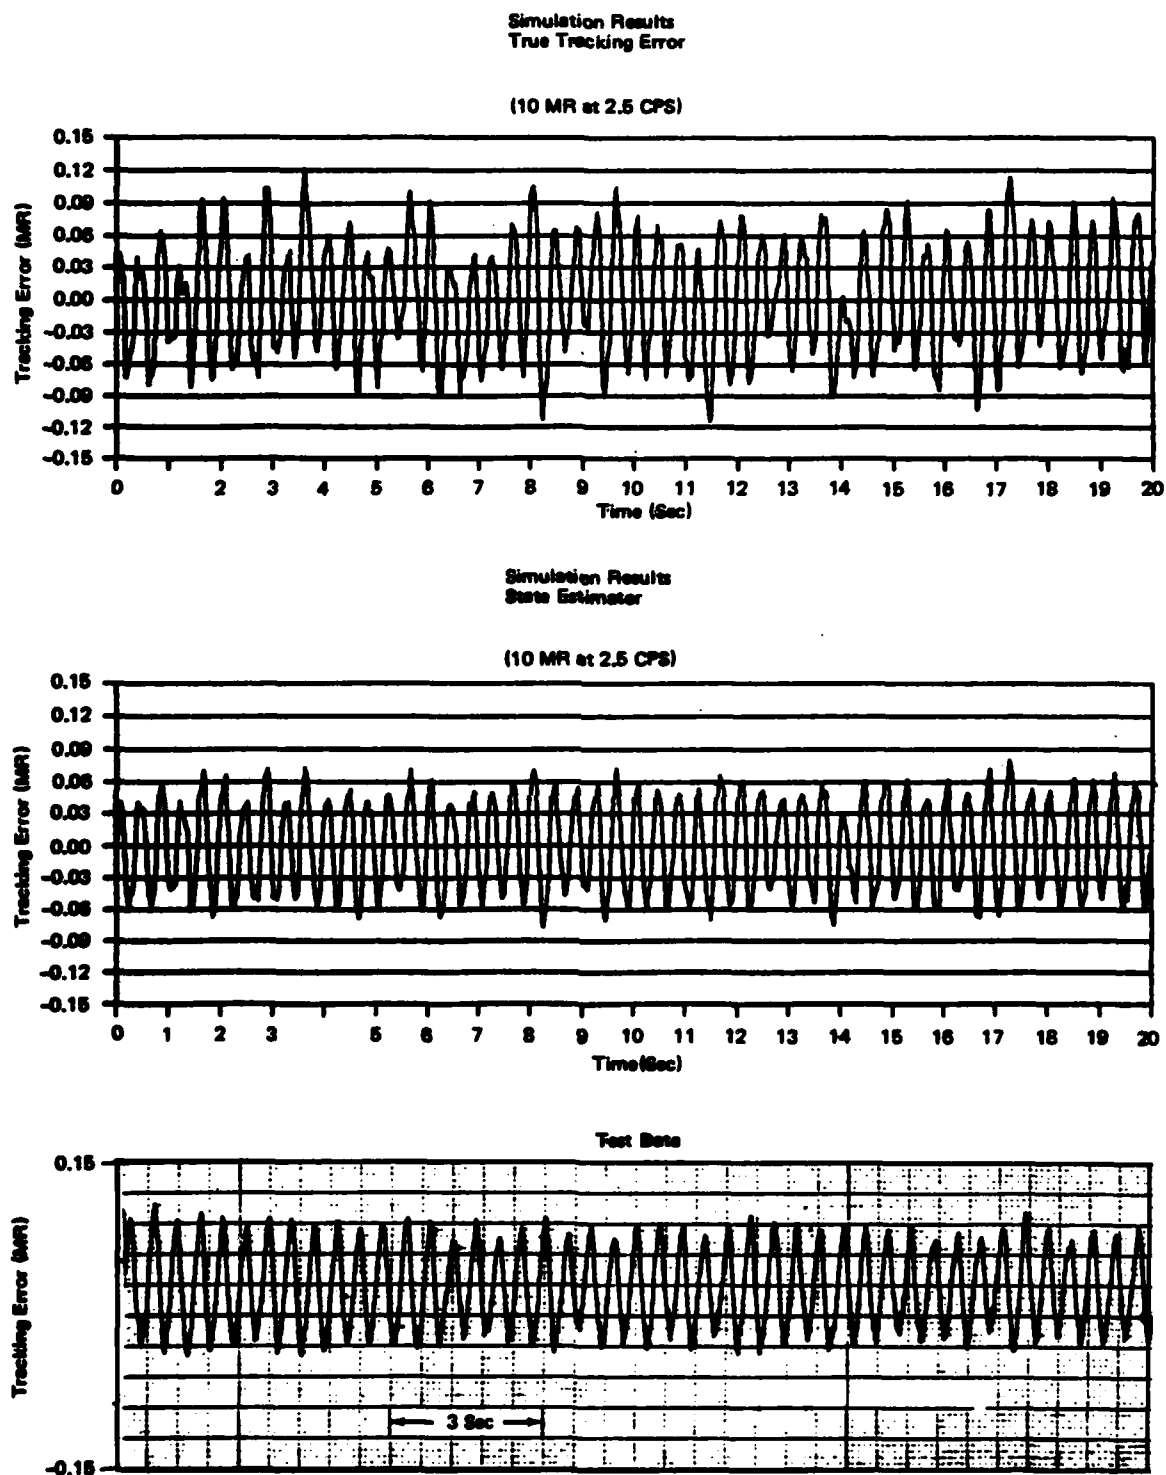 Simulation Results
True Tracking Error
(10 MR at 2.5 CPS)
0.15
0.12
0.09
0.06
0.03
0.00
-0.03
-0.06
-0.09
-0.12
-0.15
Tracking Error (MR)
0 2 3 4 5 6 7 8 9 10 11 12 13 14 15 16 17 18 19 20
Time (Sec)
Simulation Results
State Estimator
(10 MR at 2.5 CPS)
0.15
0.12
0.09
0.06
0.03
0.00
-0.03
-0.06
-0.09
-0.12
-0.15
Tracking Error (MR)
0 1 2 3 4 5 6 7 8 9 10 11 12 13 14 15 16 17 18 19 20
Time(Sec)
Test Data
0.15
-0.15
Tracking Error (MR)
3 Sec